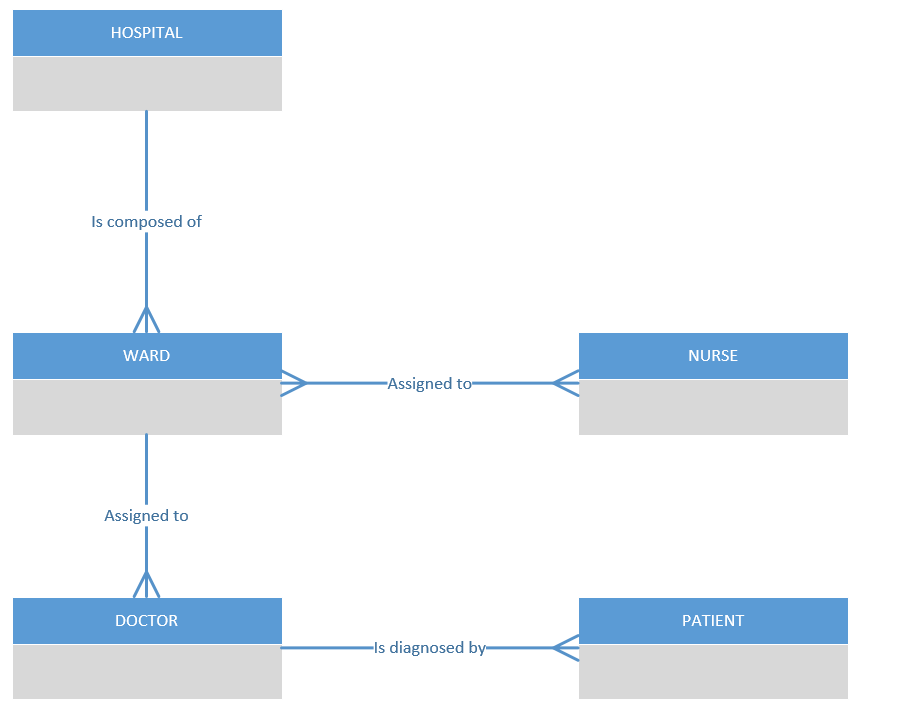 HOSPITAL
Is composed of
WARD
Assigned to
NURSE
Assigned to
DOCTOR
Is diagnosed by
PATIENT